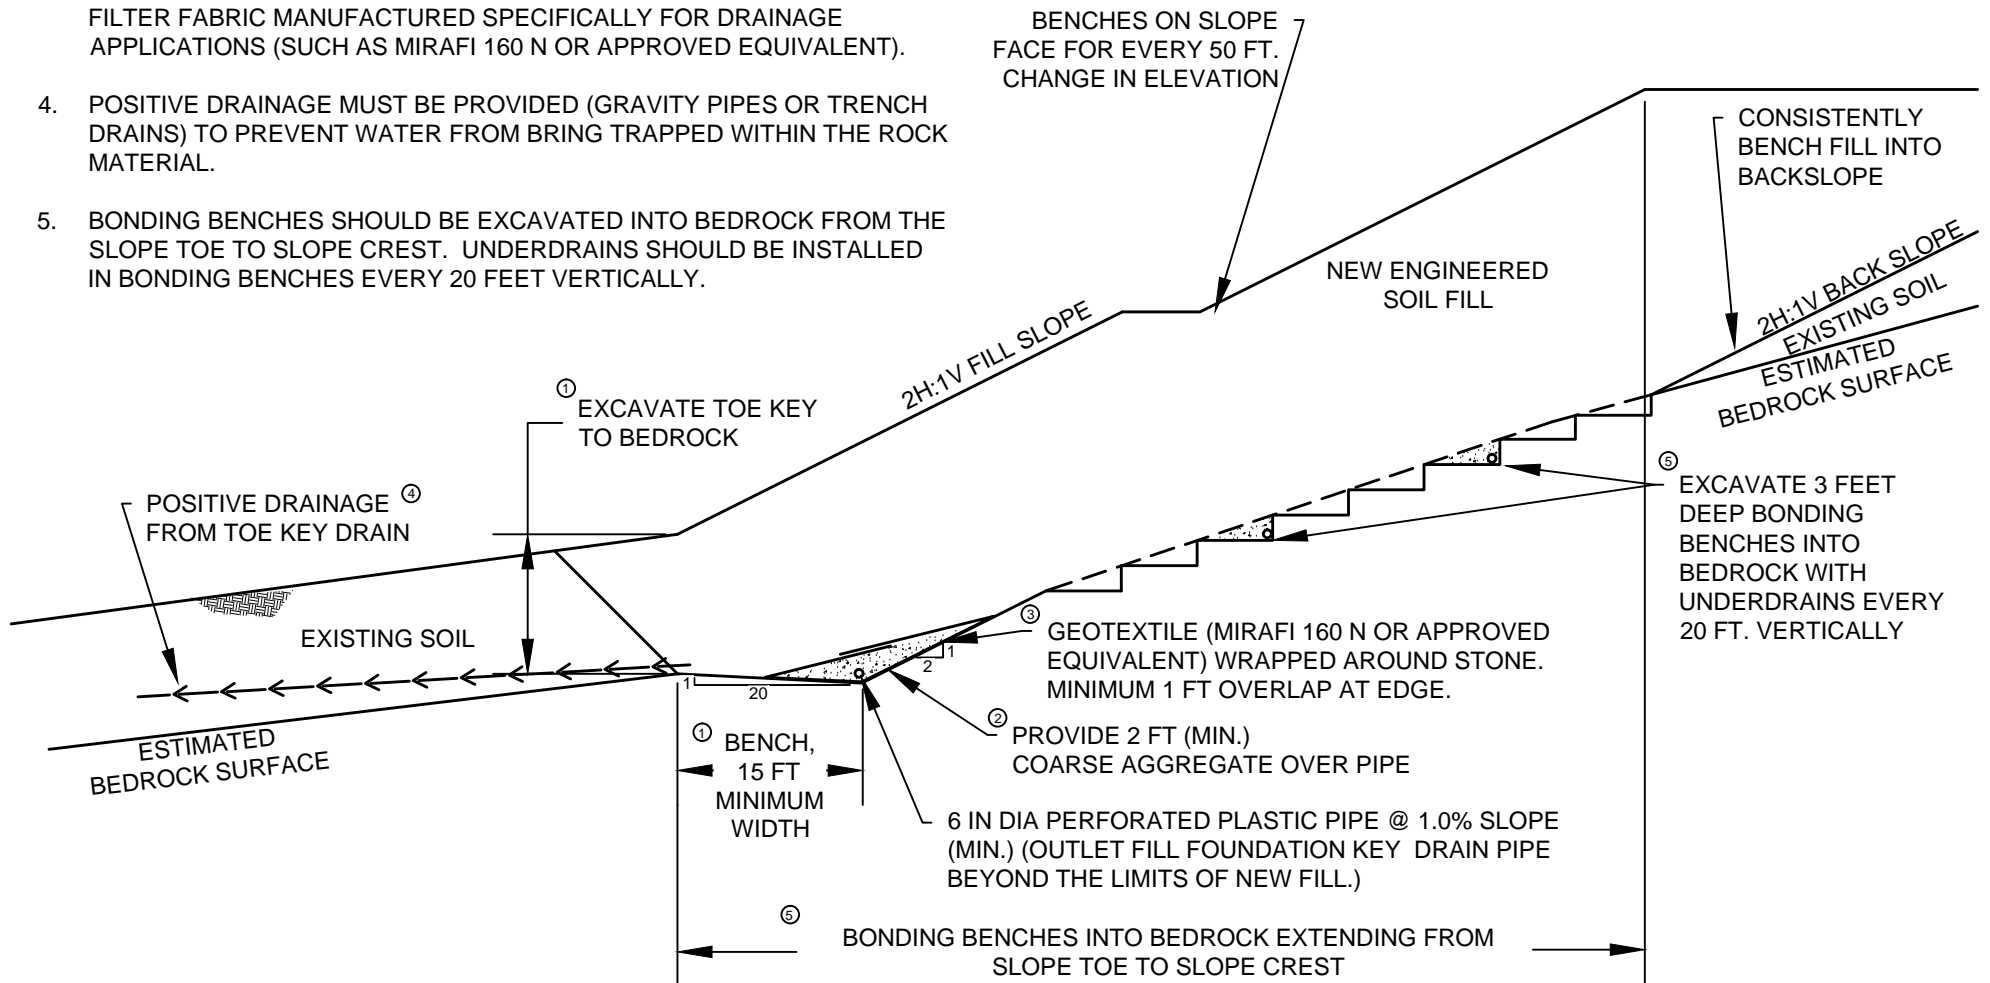 FILTER FABRIC MANUFACTURED SPECIFICALLY FOR DRAINAGE
APPLICATIONS (SUCH AS MIRAFI 160 N OR APPROVED EQUIVALENT).
4. POSITIVE DRAINAGE MUST BE PROVIDED (GRAVITY PIPES OR TRENCH
DRAINS) TO PREVENT WATER FROM BRING TRAPPED WITHIN THE ROCK
MATERIAL.
5. BONDING BENCHES SHOULD BE EXCAVATED INTO BEDROCK FROM THE
SLOPE TOE TO SLOPE CREST. UNDERDRAINS SHOULD BE INSTALLED
IN BONDING BENCHES EVERY 20 FEET VERTICALLY.
BENCHES ON SLOPE
FACE FOR EVERY 50 FT.
CHANGE IN ELEVATION
CONSISTENTLY
BENCH FILL INTO
BACKSLOPE
NEW ENGINEERED
SOIL FILL
2H:1V BACK SLOPE
EXISTING SOIL
ESTIMATED
BEDROCK SURFACE
2H:1V FILL SLOPE
1
EXCAVATE TOE KEY
TO BEDROCK
POSITIVE DRAINAGE 4
FROM TOE KEY DRAIN
5
EXCAVATE 3 FEET
DEEP BONDING
BENCHES INTO
BEDROCK WITH
UNDERDRAINS EVERY
20 FT. VERTICALLY
EXISTING SOIL
3
GEOTEXTILE (MIRAFI 160 N OR APPROVED
EQUIVALENT) WRAPPED AROUND STONE.
MINIMUM 1 FT OVERLAP AT EDGE.
1
2
1
20
ESTIMATED
BEDROCK SURFACE
1
BENCH,
15 FT
MINIMUM
WIDTH
2
PROVIDE 2 FT (MIN.)
COARSE AGGREGATE OVER PIPE
6 IN DIA PERFORATED PLASTIC PIPE @ 1.0% SLOPE
(MIN.) (OUTLET FILL FOUNDATION KEY DRAIN PIPE
BEYOND THE LIMITS OF NEW FILL.)
5
BONDING BENCHES INTO BEDROCK EXTENDING FROM
SLOPE TOE TO SLOPE CREST